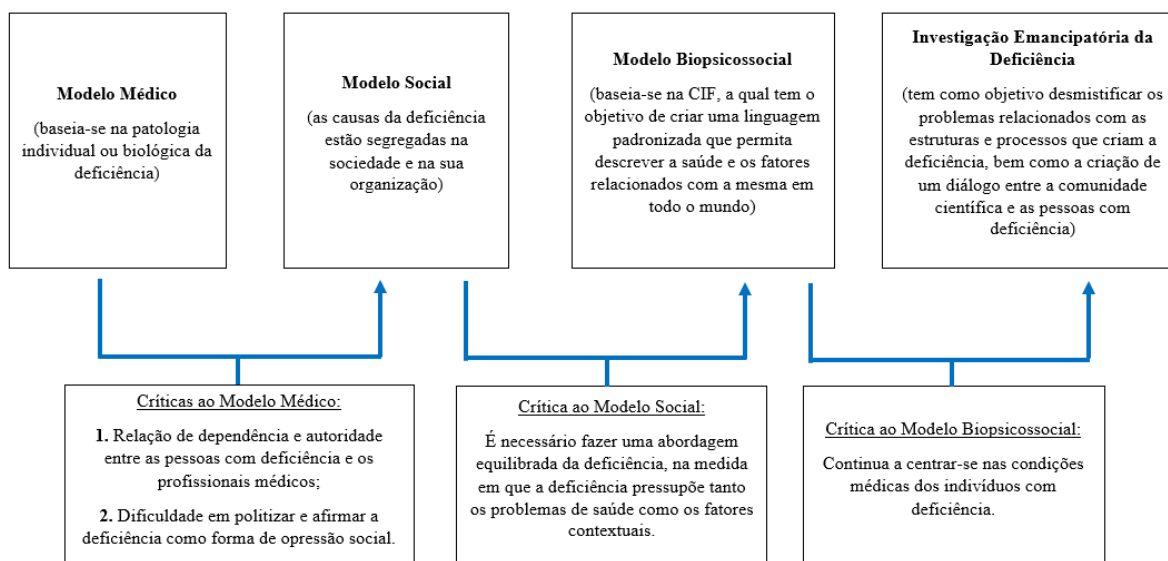 Modelo Médico
(baseia-se na patologia
individual ou biológica da
deficiência)
Modelo Social
(as causas da deficiência
estão segregadas na
sociedade e na sua
organização)
Modelo Biopsicossocial
(baseia-se na CIF, a qual tem o
objetivo de criar uma linguagem
padronizada que permita
descrever a saúde e os fatores
relacionados com a mesma em
todo o mundo)
Investigação Emancipatória da
Deficiência
(tem como objetivo desmistificar os
problemas relacionados com as
estruturas e processos que criam a
deficiência, bem como a criação de
um diálogo entre a comunidade
científica e as pessoas com
deficiência)
Críticas ao Modelo Médico:
1. Relação de dependência e autoridade
entre as pessoas com deficiência e os
profissionais médicos;
2. Dificuldade em politizar e afirmar a
deficiência como forma de opressão social.
Crítica ao Modelo Social:
É necessário fazer uma abordagem
equilibrada da deficiência, na medida
em que a deficiência pressupõe tanto
os problemas de saúde como os fatores
contextuais.
Crítica ao Modelo Biopsicossocial:
Continua a centrar-se nas condições
médicas dos indivíduos com
deficiência.